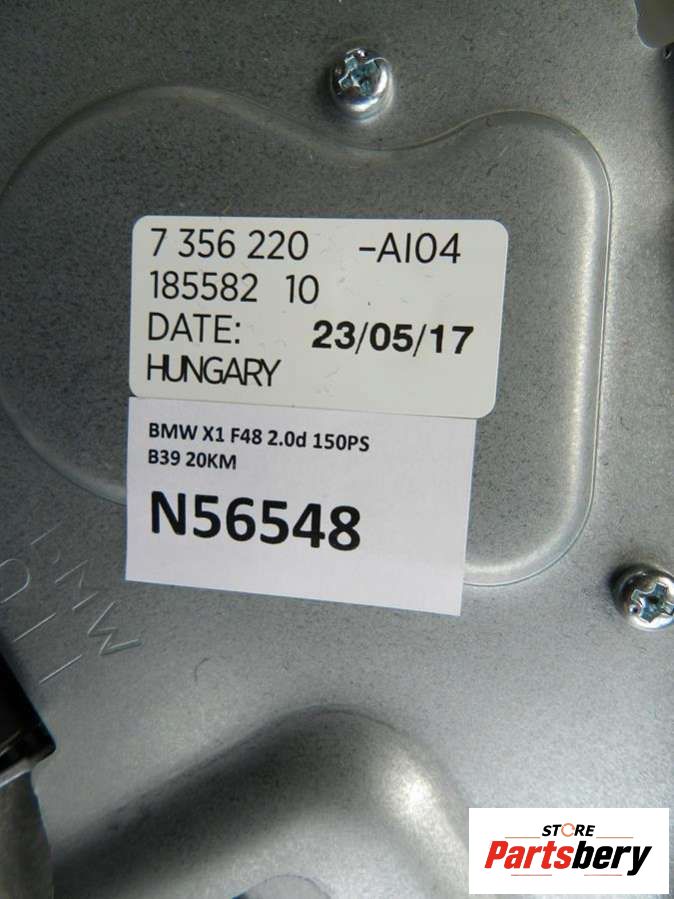 7 356 220 -AI04
185582 10
DATE: 23/05/17
HUNGARY
BMW X1 F48 2.0d 150PS
B39 20KM
N56548
BMW
STORE
Partsbery